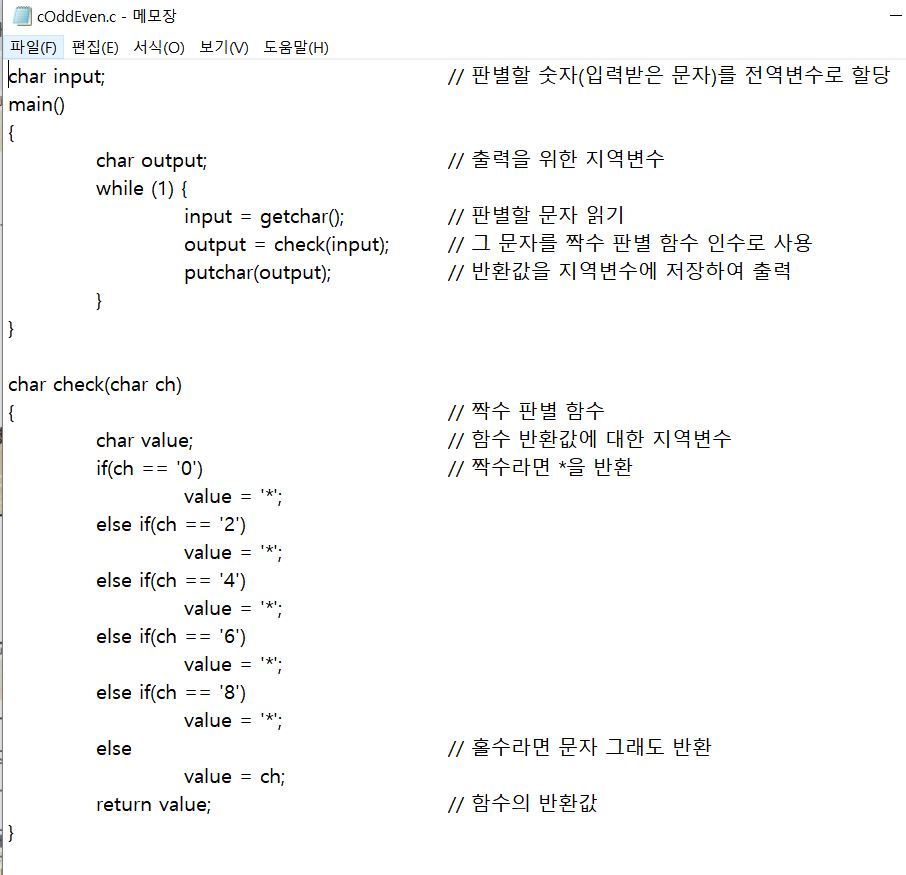 cOddEven.c - 메모장
파일(F) 편집(E) 서식(O) 보기(V) 도움말(H)
char input; // 판별할 숫자(입력받은 문자)를 전역변수로 할당
main()
{
char output; // 출력을 위한 지역변수
while (1) {
input = getchar(); // 판별할 문자 읽기
output = check(input); // 그 문자를 짝수 판별 함수 인수로 사용
putchar(output); // 반환값을 지역변수에 저장하여 출력
}
}
char check(char ch)
{ // 짝수 판별 함수
char value; // 함수 반환값에 대한 지역변수
if(ch == '0') // 짝수라면 *을 반환
value = '*';
else if(ch == '2')
value = '*';
else if(ch == '4')
value = '*';
else if(ch == '6')
value = '*';
else if(ch == '8')
value = '*';
else // 홀수라면 문자 그래도 반환
value = ch;
return value; // 함수의 반환값
}